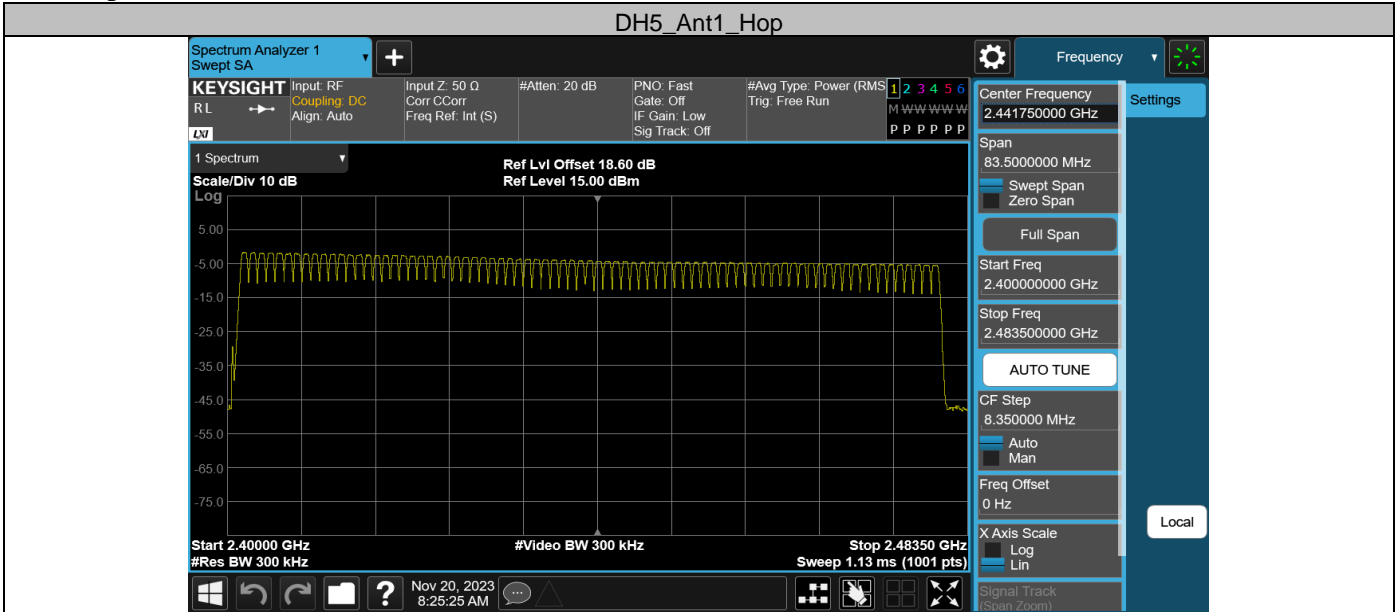 DH5_Ant1_Hop
Spectrum Analyzer 1
Swept SA
+
Frequency
KEYSIGHT
R L
LXI
Input: RF
Coupling: DC
Align: Auto
Input Z: 50 Ω
Corr CCorr
Freq Ref: Int (S)
#Atten: 20 dB
PNO: Fast
Gate: Off
IF Gain: Low
Sig Track: Off
#Avg Type: Power (RMS
Trig: Free Run
1 2 3 4 5 6
M W W W W W
P P P P P P
1 Spectrum
Scale/Div 10 dB
Ref Lvl Offset 18.60 dB
Ref Level 15.00 dBm
Log
5.00
-5.00
-15.0
-25.0
-35.0
-45.0
-55.0
-65.0
-75.0
Start 2.40000 GHz
#Video BW 300 kHz
Stop 2.48350 GHz
#Res BW 300 kHz
Sweep 1.13 ms (1001 pts)
Center Frequency
2.441750000 GHz
Settings
Span
83.5000000 MHz
Swept Span
Zero Span
Full Span
Start Freq
2.400000000 GHz
Stop Freq
2.483500000 GHz
AUTO TUNE
CF Step
8.350000 MHz
Auto
Man
Freq Offset
0 Hz
X Axis Scale
Log
Lin
Local
Signal Track
(Span Zoom)
?
Nov 20, 2023
8:25:25 AM